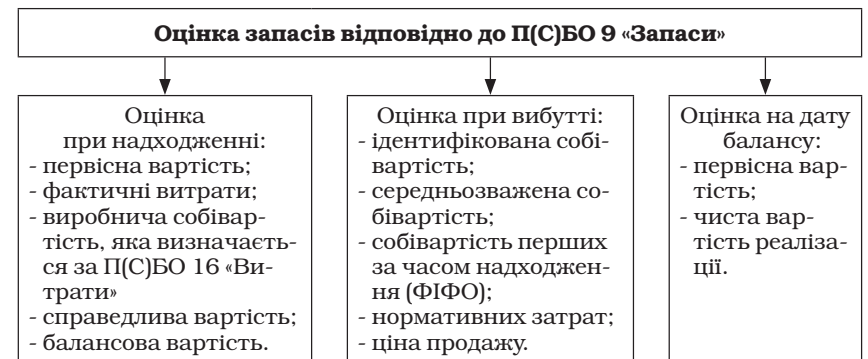 Оцінка запасів відповідно до П(С)БО 9 «Запаси»
Оцінка
при надходженні:
- первісна вартість;
- фактичні витрати;
- виробнича собівар-
тість, яка визначаєть-
ся за П(С)БО 16 «Ви-
трати»
- справедлива вартість;
- балансова вартість.
Оцінка при вибутті:
- ідентифікована собі-
вартість;
- середньозважена со-
бівартість;
- собівартість перших
за часом надходжен-
ня (ФІФО);
- нормативних затрат;
- ціна продажу.
Оцінка на дату
балансу:
- первісна вар-
тість;
- чиста вар-
тість реаліза-
ції.